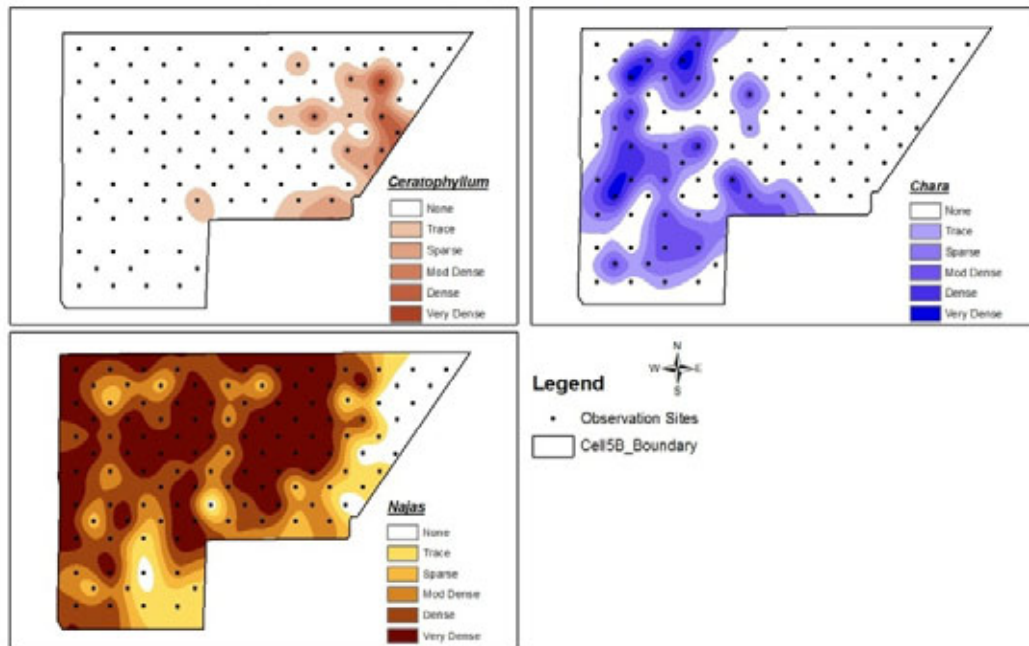 Ceratophyllum
None
Trace
Sparse
Mod Dense
Dense
Very Dense
Chara
None
Trace
Sparse
Mod Dense
Dense
Very Dense
Najas
None
Trace
Sparse
Mod Dense
Dense
Very Dense
N
W E
S
Legend
Observation Sites
Cell5B_Boundary